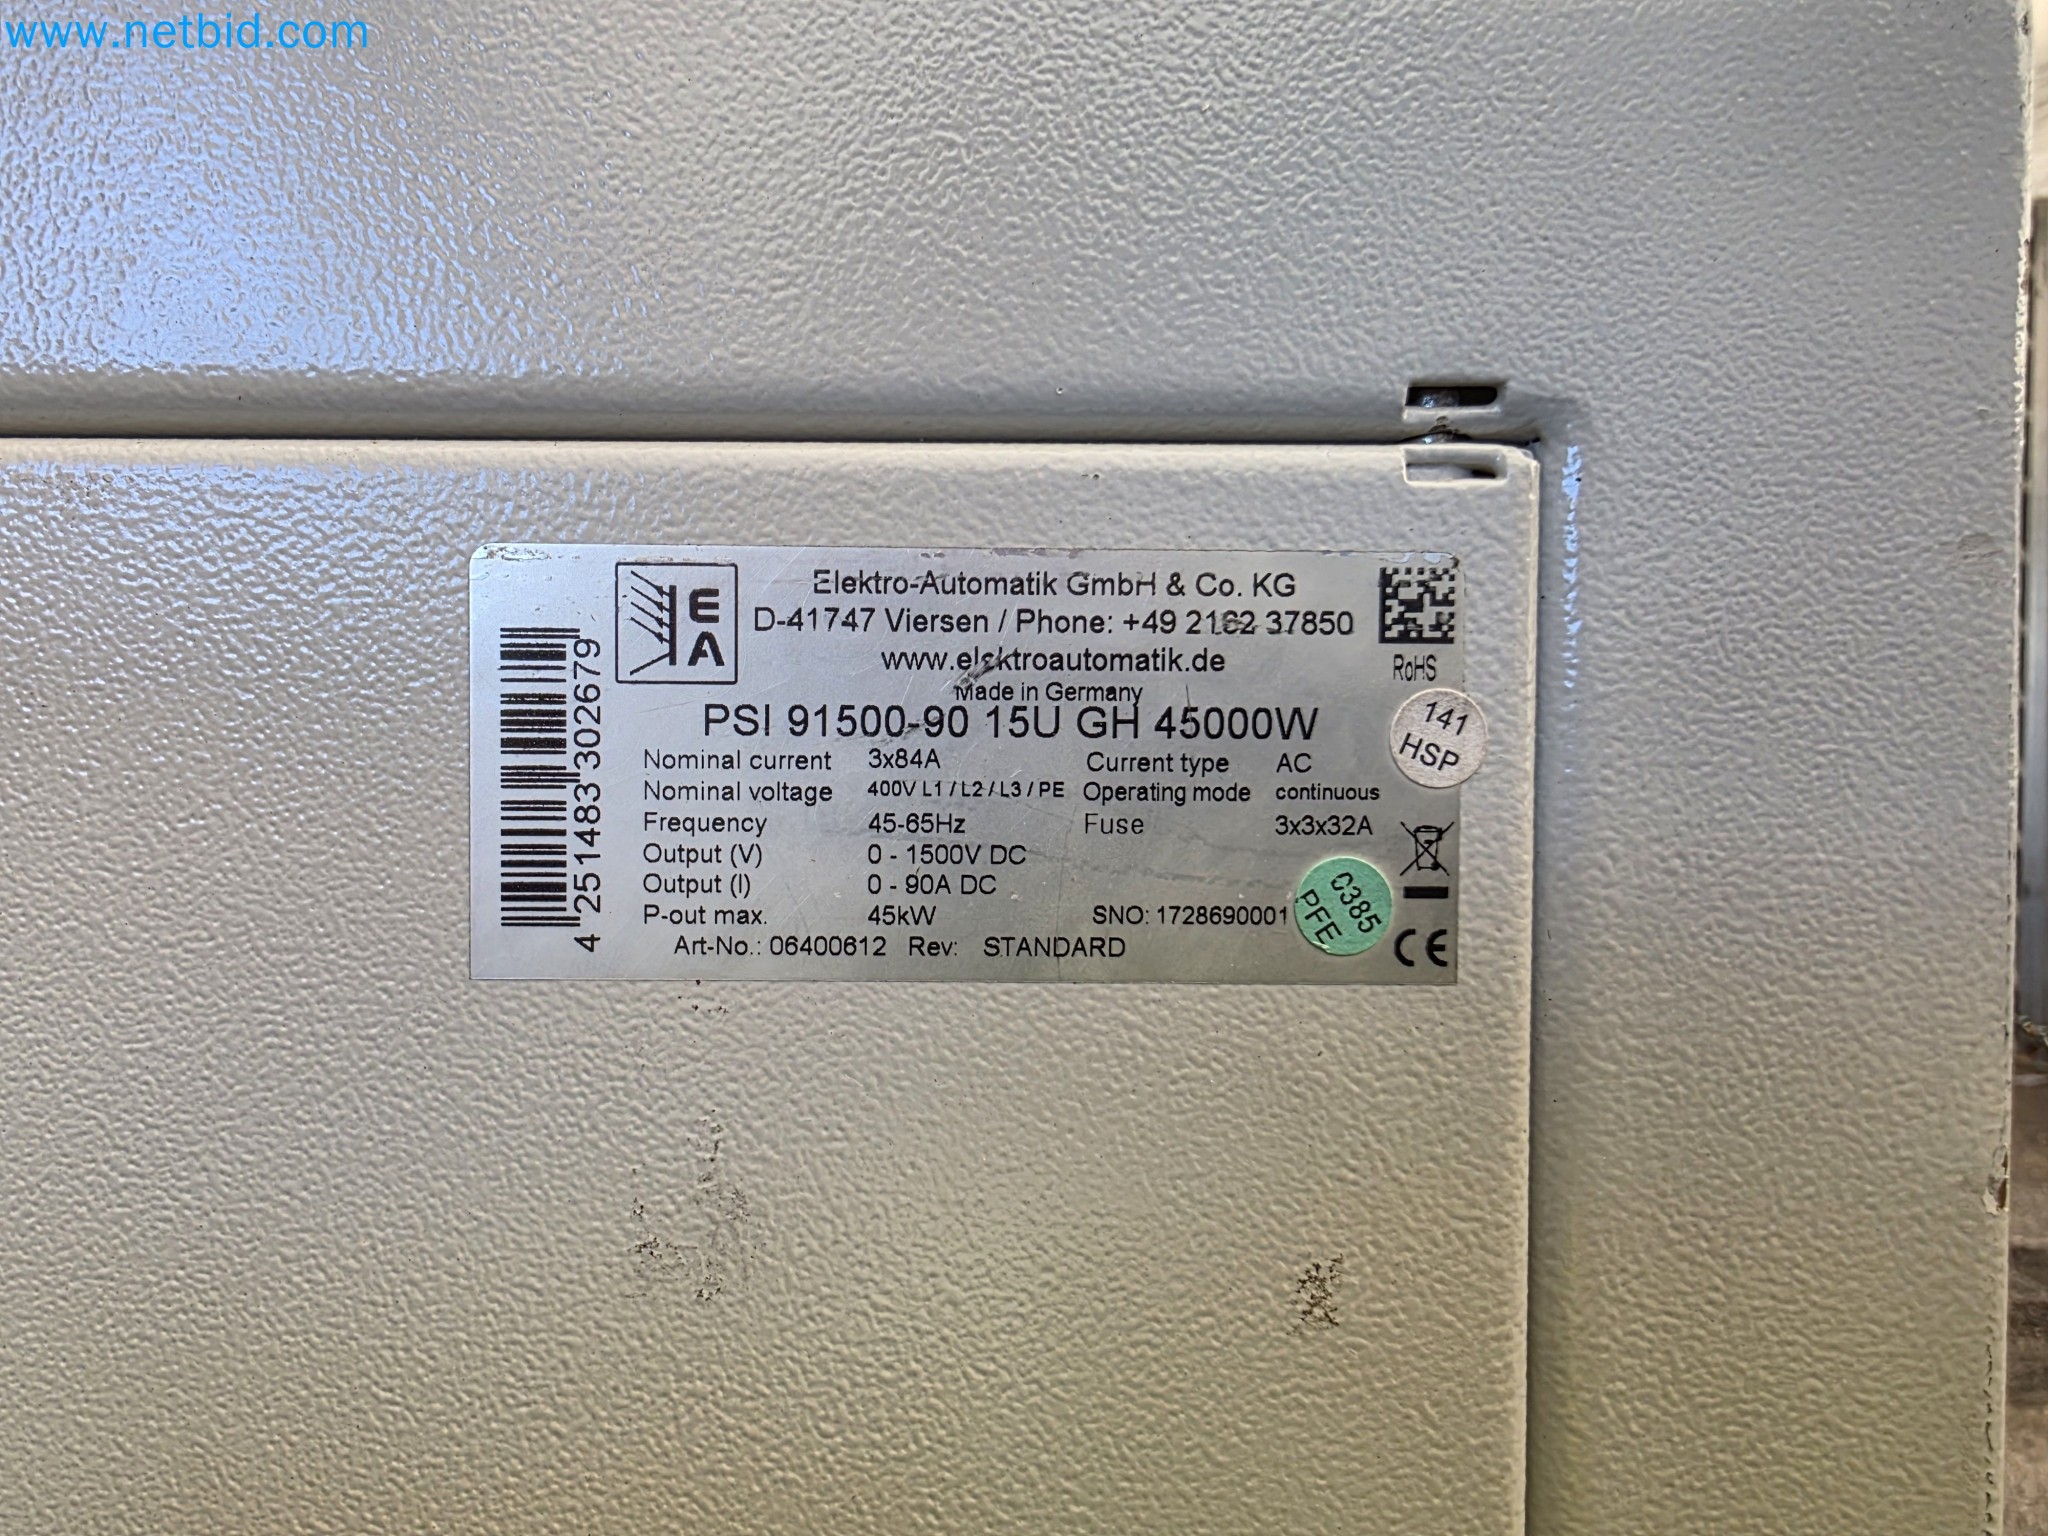 www.netbid.com
E
A
Elektro-Automatik GmbH & Co. KG
D-41747 Viersen / Phone: +49 2162 37850
www.elektroautomatik.de
Made in Germany
RoHS
PSI 91500-90 15U GH 45000W
141
HSP
Nominal current 3x84A Current type AC
Nominal voltage 400V L1 / L2 / L3 / PE Operating mode continuous
Frequency 45-65Hz Fuse 3x3x32A
Output (V) 0 - 1500V DC
Output (I) 0 - 90A DC
P-out max. 45kW SNO: 1728690001
Art-No.: 06400612 Rev: STANDARD
0385
PFE
CE
4 251483 302679